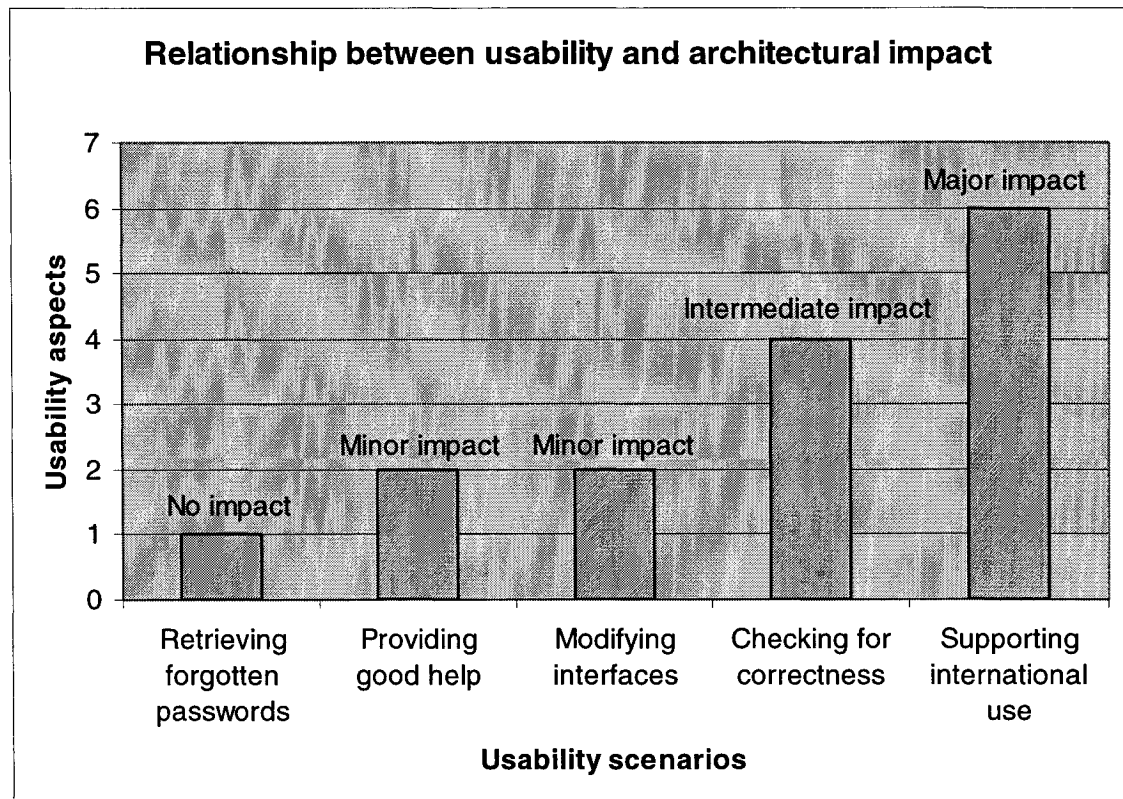 Relationship between usability and architectural impact
Usability aspects
7
6
5
4
3
2
1
0
No impact
Minor impact
Minor impact
Intermediate impact
Major impact
Retrieving
forgotten
passwords
Providing
good help
Modifying
interfaces
Checking for
correctness
Supporting
international
use
Usability scenarios